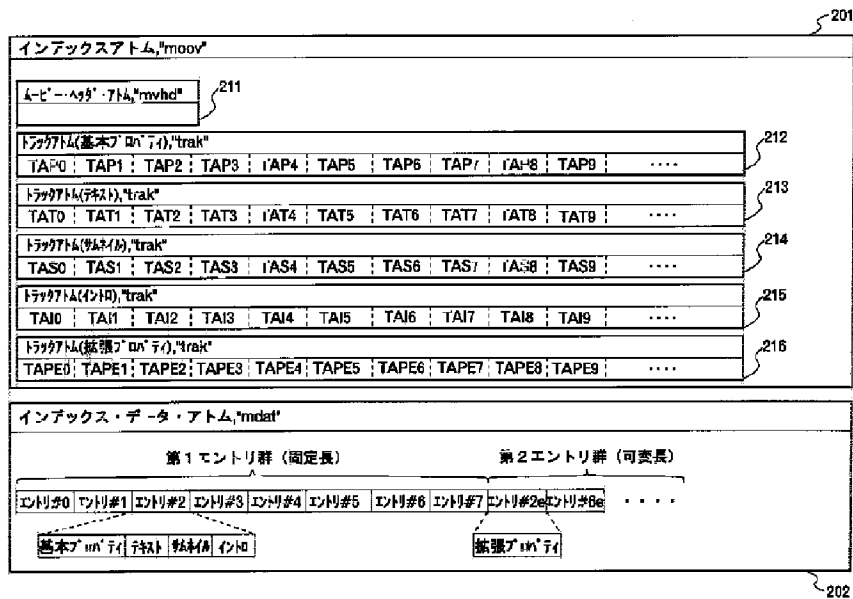 201
インデックスアトム,"moov"
ムービー・ヘッダ・アトム,"mvhd"
211
トラックアトム(基本プロパティ),"trak"
212
TAP0 TAP1 TAP2 TAP3 TAP4 TAP5 TAP6 TAP7 TAP8 TAP9 ････
トラックアトム(テキスト),"trak"
213
TAT0 TAT1 TAT2 TAT3 TAT4 TAT5 TAT6 TAT7 TAT8 TAT9 ････
トラックアトム(サムネイル),"trak"
214
TAS0 TAS1 TAS2 TAS3 TAS4 TAS5 TAS6 TAS7 TAS8 TAS9 ････
トラックアトム(イントロ),"trak"
215
TAI0 TAI1 TAI2 TAI3 TAI4 TAI5 TAI6 TAI7 TAI8 TAI9 ････
トラックアトム(拡張プロパティ),"trak"
216
TAPE0 TAPE1 TAPE2 TAPE3 TAPE4 TAPE5 TAPE6 TAPE7 TAPE8 TAPE9 ････
インデックス・データ・アトム,"mdat"
第1エントリ群（固定長） 第2エントリ群（可変長）
エントリ#0 エントリ#1 エントリ#2 エントリ#3 エントリ#4 エントリ#5 エントリ#6 エントリ#7 エントリ#2e エントリ#6e ････
基本プロパティ テキスト サムネイル イントロ 拡張プロパティ
202